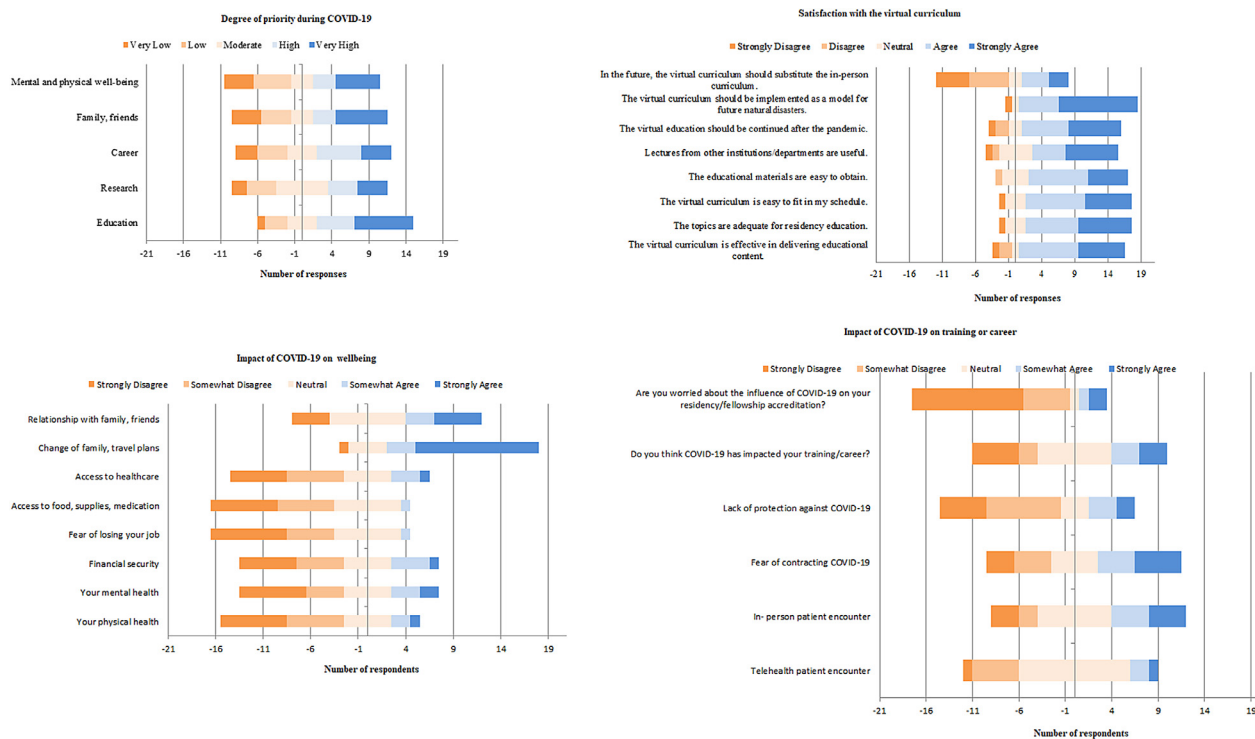 Degree of priority during COVID-19
Very Low Low Moderate High Very High
Mental and physical well-being
Family, friends
Career
Research
Education
-21 -16 -11 -6 -1 4 9 14 19
Number of responses
Satisfaction with the virtual curriculum
Strongly Disagree Disagree Neutral Agree Strongly Agree
In the future, the virtual curriculum should substitute the in-person
curriculum.
The virtual curriculum should be implemented as a model for
future natural disasters.
The virtual education should be continued after the pandemic.
Lectures from other institutions/departments are useful.
The educational materials are easy to obtain.
The virtual curriculum is easy to fit in my schedule.
The topics are adequate for residency education.
The virtual curriculum is effective in delivering educational
content.
-21 -16 -11 -6 -1 4 9 14 19
Number of responses
Impact of COVID-19 on wellbeing
Strongly Disagree Somewhat Disagree Neutral Somewhat Agree Strongly Agree
Relationship with family, friends
Change of family, travel plans
Access to healthcare
Access to food, supplies, medication
Fear of losing your job
Financial security
Your mental health
Your physical health
-21 -16 -11 -6 -1 4 9 14 19
Number of respondents
Impact of COVID-19 on training or career
Strongly Disagree Somewhat Disagree Neutral Somewhat Agree Strongly Agree
Are you worried about the influence of COVID-19 on your
residency/fellowship accreditation?
Do you think COVID-19 has impacted your training/career?
Lack of protection against COVID-19
Fear of contracting COVID-19
In- person patient encounter
Telehealth patient encounter
-21 -16 -11 -6 -1 4 9 14 19
Number of respondents